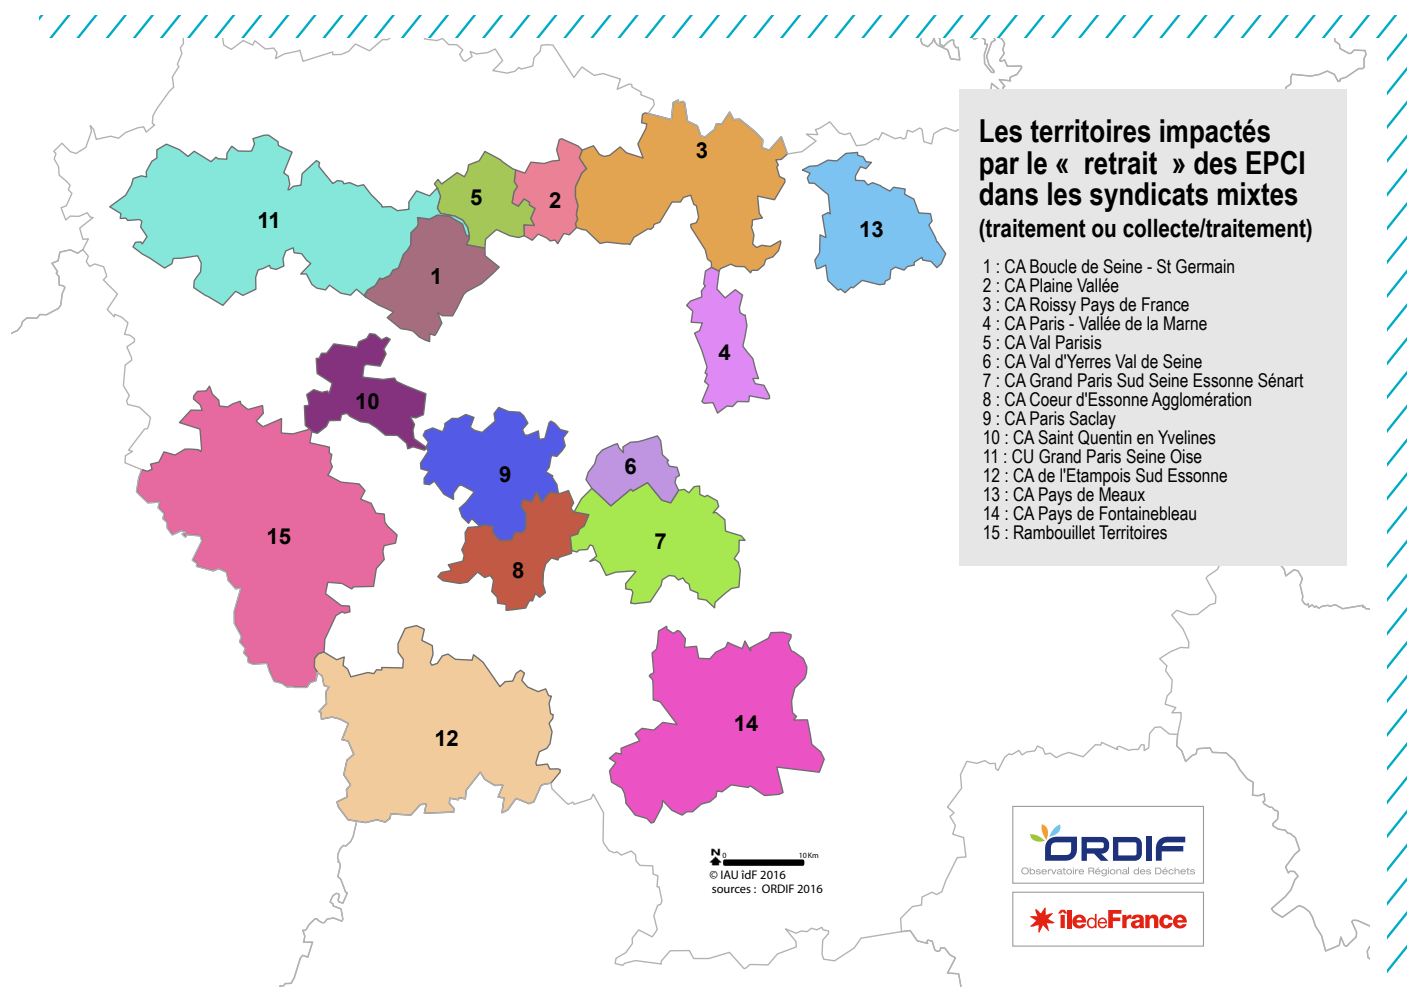 Les territoires impactés
par le « retrait » des EPCI
dans les syndicats mixtes
(traitement ou collecte/traitement)
1 : CA Boucle de Seine - St Germain
2 : CA Plaine Vallée
3 : CA Roissy Pays de France
4 : CA Paris - Vallée de la Marne
5 : CA Val Parisis
6 : CA Val d'Yerres Val de Seine
7 : CA Grand Paris Sud Seine Essonne Sénart
8 : CA Coeur d'Essonne Agglomération
9 : CA Paris Saclay
10 : CA Saint Quentin en Yvelines
11 : CU Grand Paris Seine Oise
12 : CA de l'Etampois Sud Essonne
13 : CA Pays de Meaux
14 : CA Pays de Fontainebleau
15 : Rambouillet Territoires
3
5
2
11
13
1
4
10
9
6
15
7
8
14
12
N 0 10 Km
© IAU îdF 2016
sources : ORDIF 2016
ORDIF
Observatoire Régional des Déchets
îledeFrance